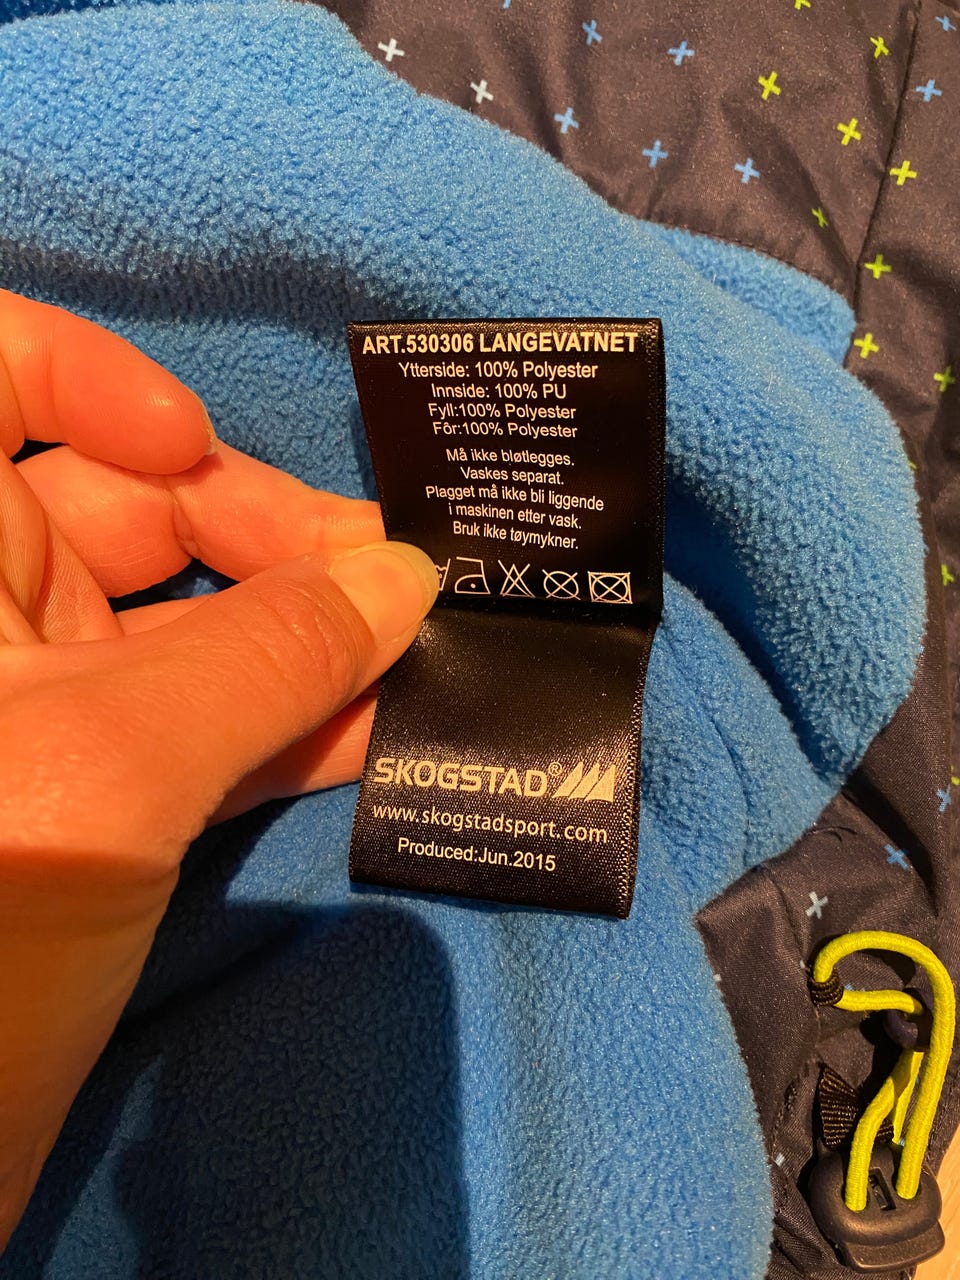 ART.530306 LANGEVATNET
Ytterside: 100% Polyester
Innside: 100% PU
Fyll:100% Polyester
Fôr:100% Polyester
Må ikke bløtlegges.
Vaskes separat.
Plagget må ikke bli liggende
i maskinen etter vask.
Bruk ikke tøymykner.
SKOGSTAD®
www.skogstadsport.com
Produced:Jun.2015